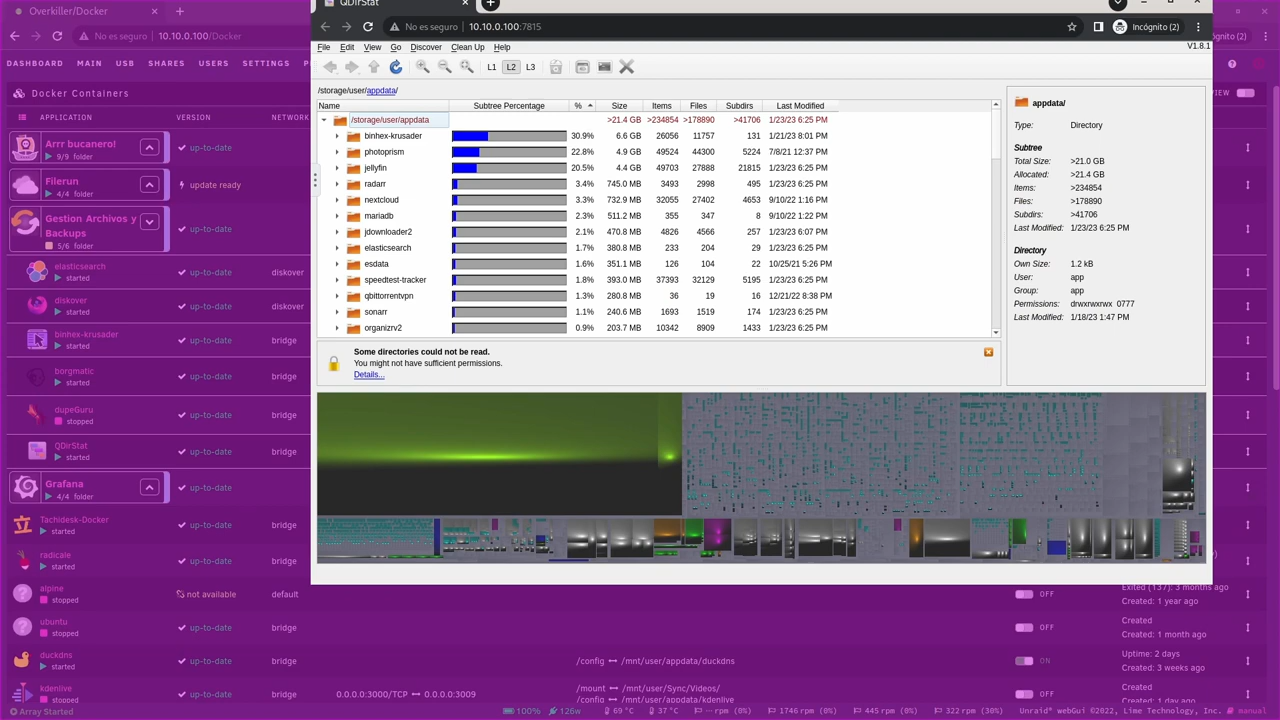 Overkiller/Docker
No es seguro 10.10.0.100/Docker
DASHBOARD MAIN USB SHARES USERS SETTINGS P
Docker Containers
APPLICATION VERSION NETWORK
Arrr bucanero!
9/9 folder
up-to-date
Filerun
4/4 folder
update ready
Gestion Archivos y
Backups
5/6 folder
up-to-date
elasticsearch
started
up-to-date diskover
diskover
started
up-to-date diskover
binhex-krusader
started
up-to-date bridge
borgmatic
started
up-to-date bridge
dupeGuru
stopped
up-to-date bridge
QDirStat
started
up-to-date bridge
Grafana
4/4 folder
up-to-date
Tachidesk-Docker
started
up-to-date bridge
radicale
started
up-to-date bridge
alpine
stopped
not available default
OFF
Exited (137): 3 months ago
Created: 1 year ago
ubuntu
stopped
up-to-date bridge
OFF
Created
Created: 1 month ago
duckdns
started
up-to-date bridge
/config ↔ /mnt/user/appdata/duckdns
ON
Uptime: 2 days
Created: 3 weeks ago
kdenlive
stopped
up-to-date bridge
0.0.0.0:3000/TCP ↔ 0.0.0.0:3009
/mount ↔ /mnt/user/Sync/Videos/
/config ↔ /mnt/user/appdata/kdenlive
OFF
Created
Created: 1 day ago
Array Started
100% 126w 69 °C 37 °C ··· rpm (0%) 1746 rpm (0%) 445 rpm (0%) 322 rpm (30%) Unraid® webGui ©2022, Lime Technology, Inc. manual
ógnito (2)
VIEW
QDirStat
No es seguro 10.10.0.100:7815
Incógnito (2)
File Edit View Go Discover Clean Up Help
V1.8.1
L1 L2 L3
/storage/user/appdata/
Name Subtree Percentage % Size Items Files Subdirs Last Modified
/storage/user/appdata >21.4 GB >234854 >178890 >41706 1/23/23 6:25 PM
binhex-krusader 30.9% 6.6 GB 26056 11757 131 1/21/23 8:01 PM
photoprism 22.8% 4.9 GB 49524 44300 5224 7/8/21 12:37 PM
jellyfin 20.5% 4.4 GB 49703 27888 21815 1/23/23 6:25 PM
radarr 3.4% 745.0 MB 3493 2998 495 1/23/23 6:25 PM
nextcloud 3.3% 732.9 MB 32055 27402 4653 9/10/22 1:16 PM
mariadb 2.3% 511.2 MB 355 347 8 9/10/22 1:22 PM
jdownloader2 2.1% 470.8 MB 4826 4566 257 1/23/23 6:07 PM
elasticsearch 1.7% 380.8 MB 233 204 29 1/23/23 6:25 PM
esdata 1.6% 351.1 MB 126 104 22 10/25/21 5:26 PM
speedtest-tracker 1.8% 393.0 MB 37393 32129 5195 1/23/23 6:25 PM
qbittorrentvpn 1.3% 280.8 MB 36 19 16 12/21/22 8:38 PM
sonarr 1.1% 240.6 MB 1693 1519 174 1/23/23 6:25 PM
organizrv2 0.9% 203.7 MB 10342 8909 1433 1/23/23 6:25 PM
Some directories could not be read.
You might not have sufficient permissions.
Details...
appdata/
Type: Directory
Subtree
Total Size: >21.0 GB
Allocated: >21.4 GB
Items: >234854
Files: >178890
Subdirs: >41706
Last Modified: 1/23/23 6:25 PM
Directory
Own Size: 1.2 kB
User: app
Group: app
Permissions: drwxrwxrwx 0777
Last Modified: 1/18/23 1:47 PM